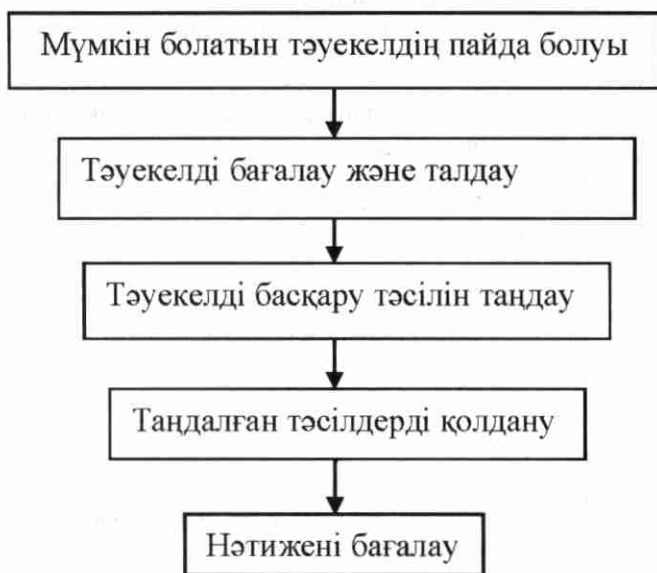 Мүмкін болатын тәуекелдің пайда болуы
Тәуекелді бағалау және талдау
Тәуекелді басқару тәсілін таңдау
Таңдалған тәсілдерді қолдану
Нәтижені бағалау